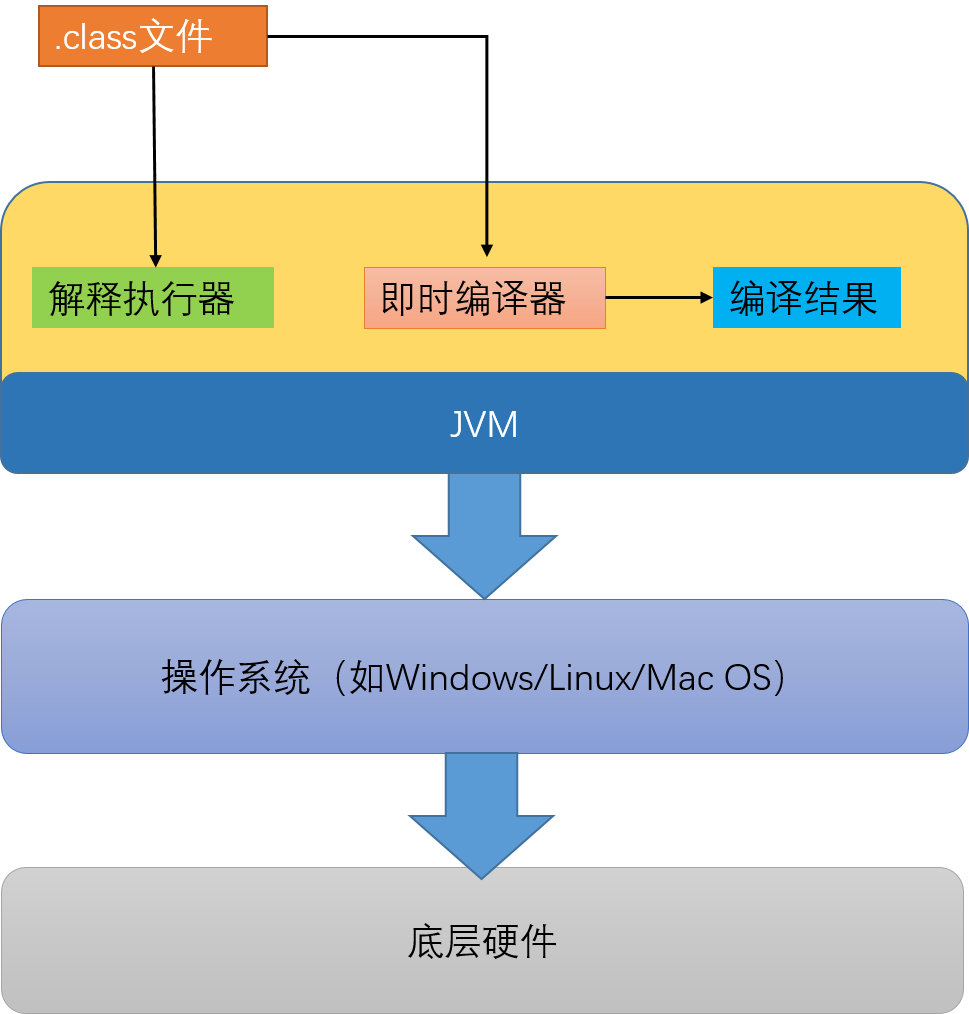 .class文件
解释执行器
即时编译器
编译结果
JVM
操作系统（如Windows/Linux/Mac OS）
底层硬件